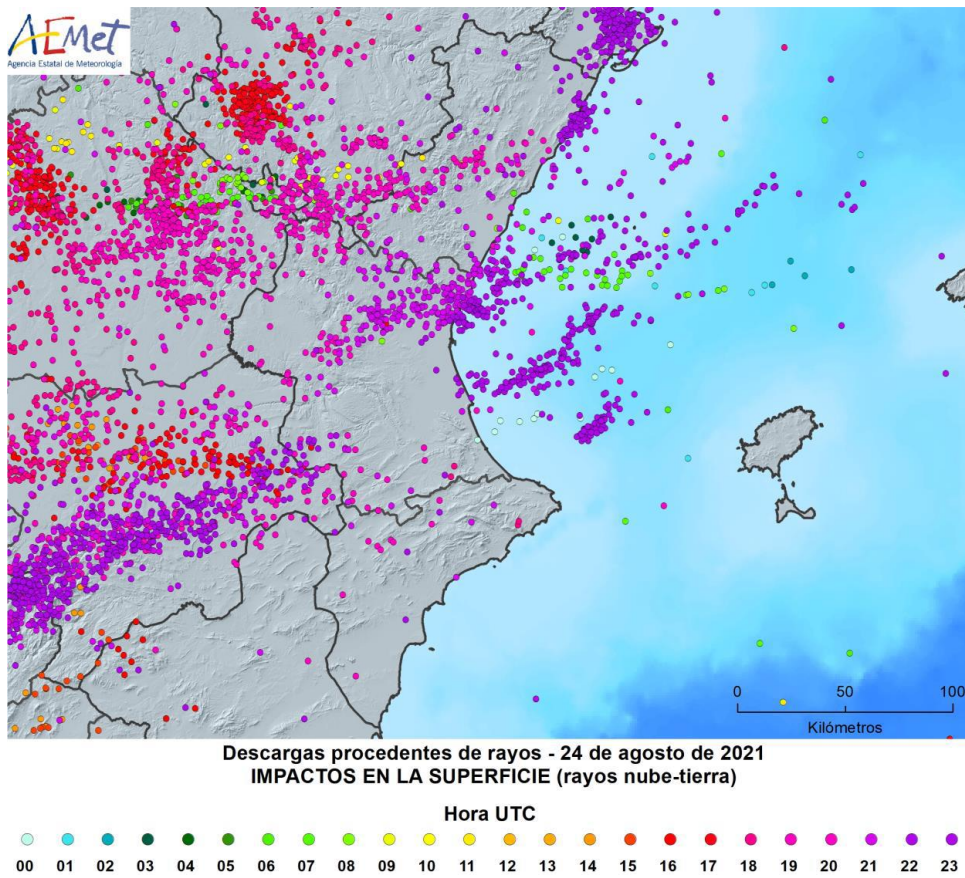 AEMet
Agencia Estatal de Meteorología
0 50 100
Kilómetros
Descargas procedentes de rayos - 24 de agosto de 2021
IMPACTOS EN LA SUPERFICIE (rayos nube-tierra)
Hora UTC
00 01 02 03 04 05 06 07 08 09 10 11 12 13 14 15 16 17 18 19 20 21 22 23